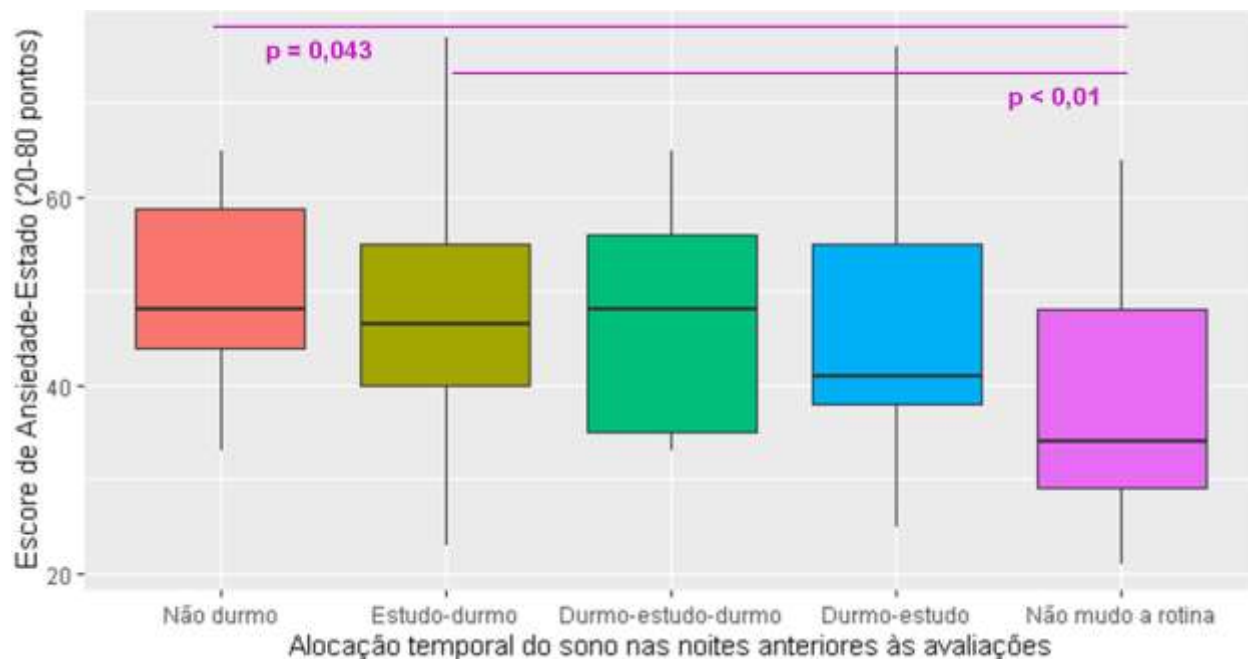 p = 0,043
p < 0,01
Escore de Ansiedade-Estado (20-80 pontos)
60
40
20
Não durmo Estudo-durmo Durmo-estudo-durmo Durmo-estudo Não mudo a rotina
Alocação temporal do sono nas noites anteriores às avaliações